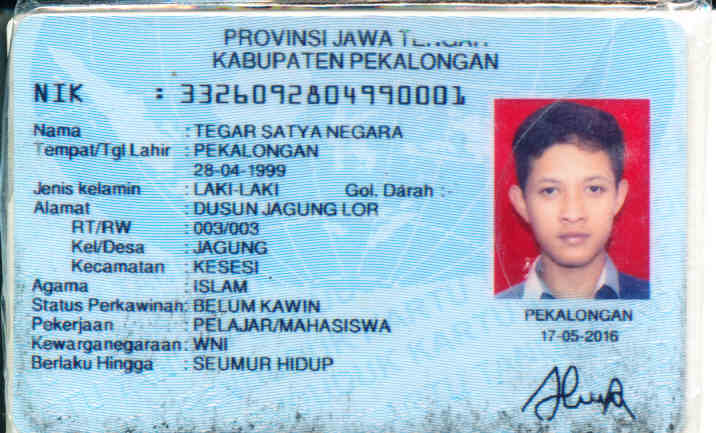 PROVINSI JAWA TENGAH
KABUPATEN PEKALONGAN
NIK : 3326092804990001
Nama : TEGAR SATYA NEGARA
Tempat/Tgl Lahir : PEKALONGAN
28-04-1999
Jenis kelamin : LAKI-LAKI Gol. Darah :-
Alamat : DUSUN JAGUNG LOR
RT/RW : 003/003
Kel/Desa : JAGUNG
Kecamatan : KESESI
Agama : ISLAM
Status Perkawinan: BELUM KAWIN
Pekerjaan : PELAJAR/MAHASISWA
Kewarganegaraan: WNI
Berlaku Hingga : SEUMUR HIDUP
PEKALONGAN
17-05-2016